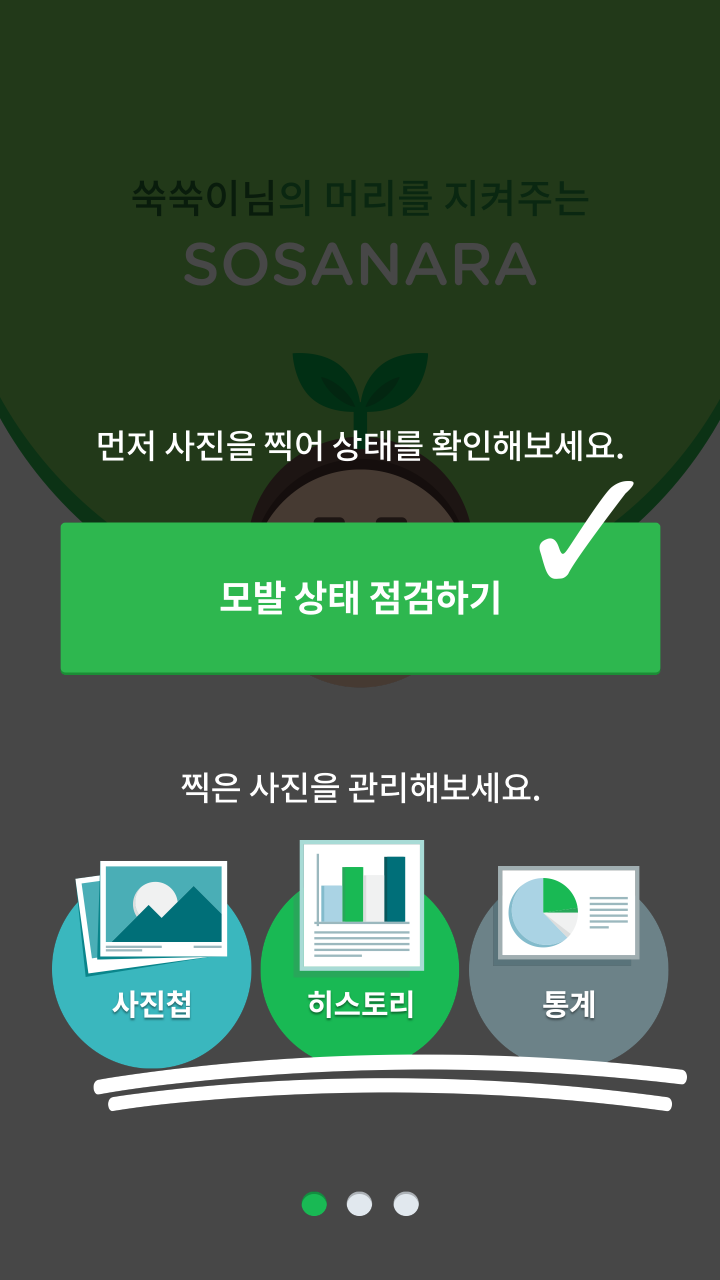 쑥쑥이님의 머리를 지켜주는
SOSANARA
먼저 사진을 찍어 상태를 확인해보세요.
모발 상태 점검하기
찍은 사진을 관리해보세요.
사진첩
히스토리
통계